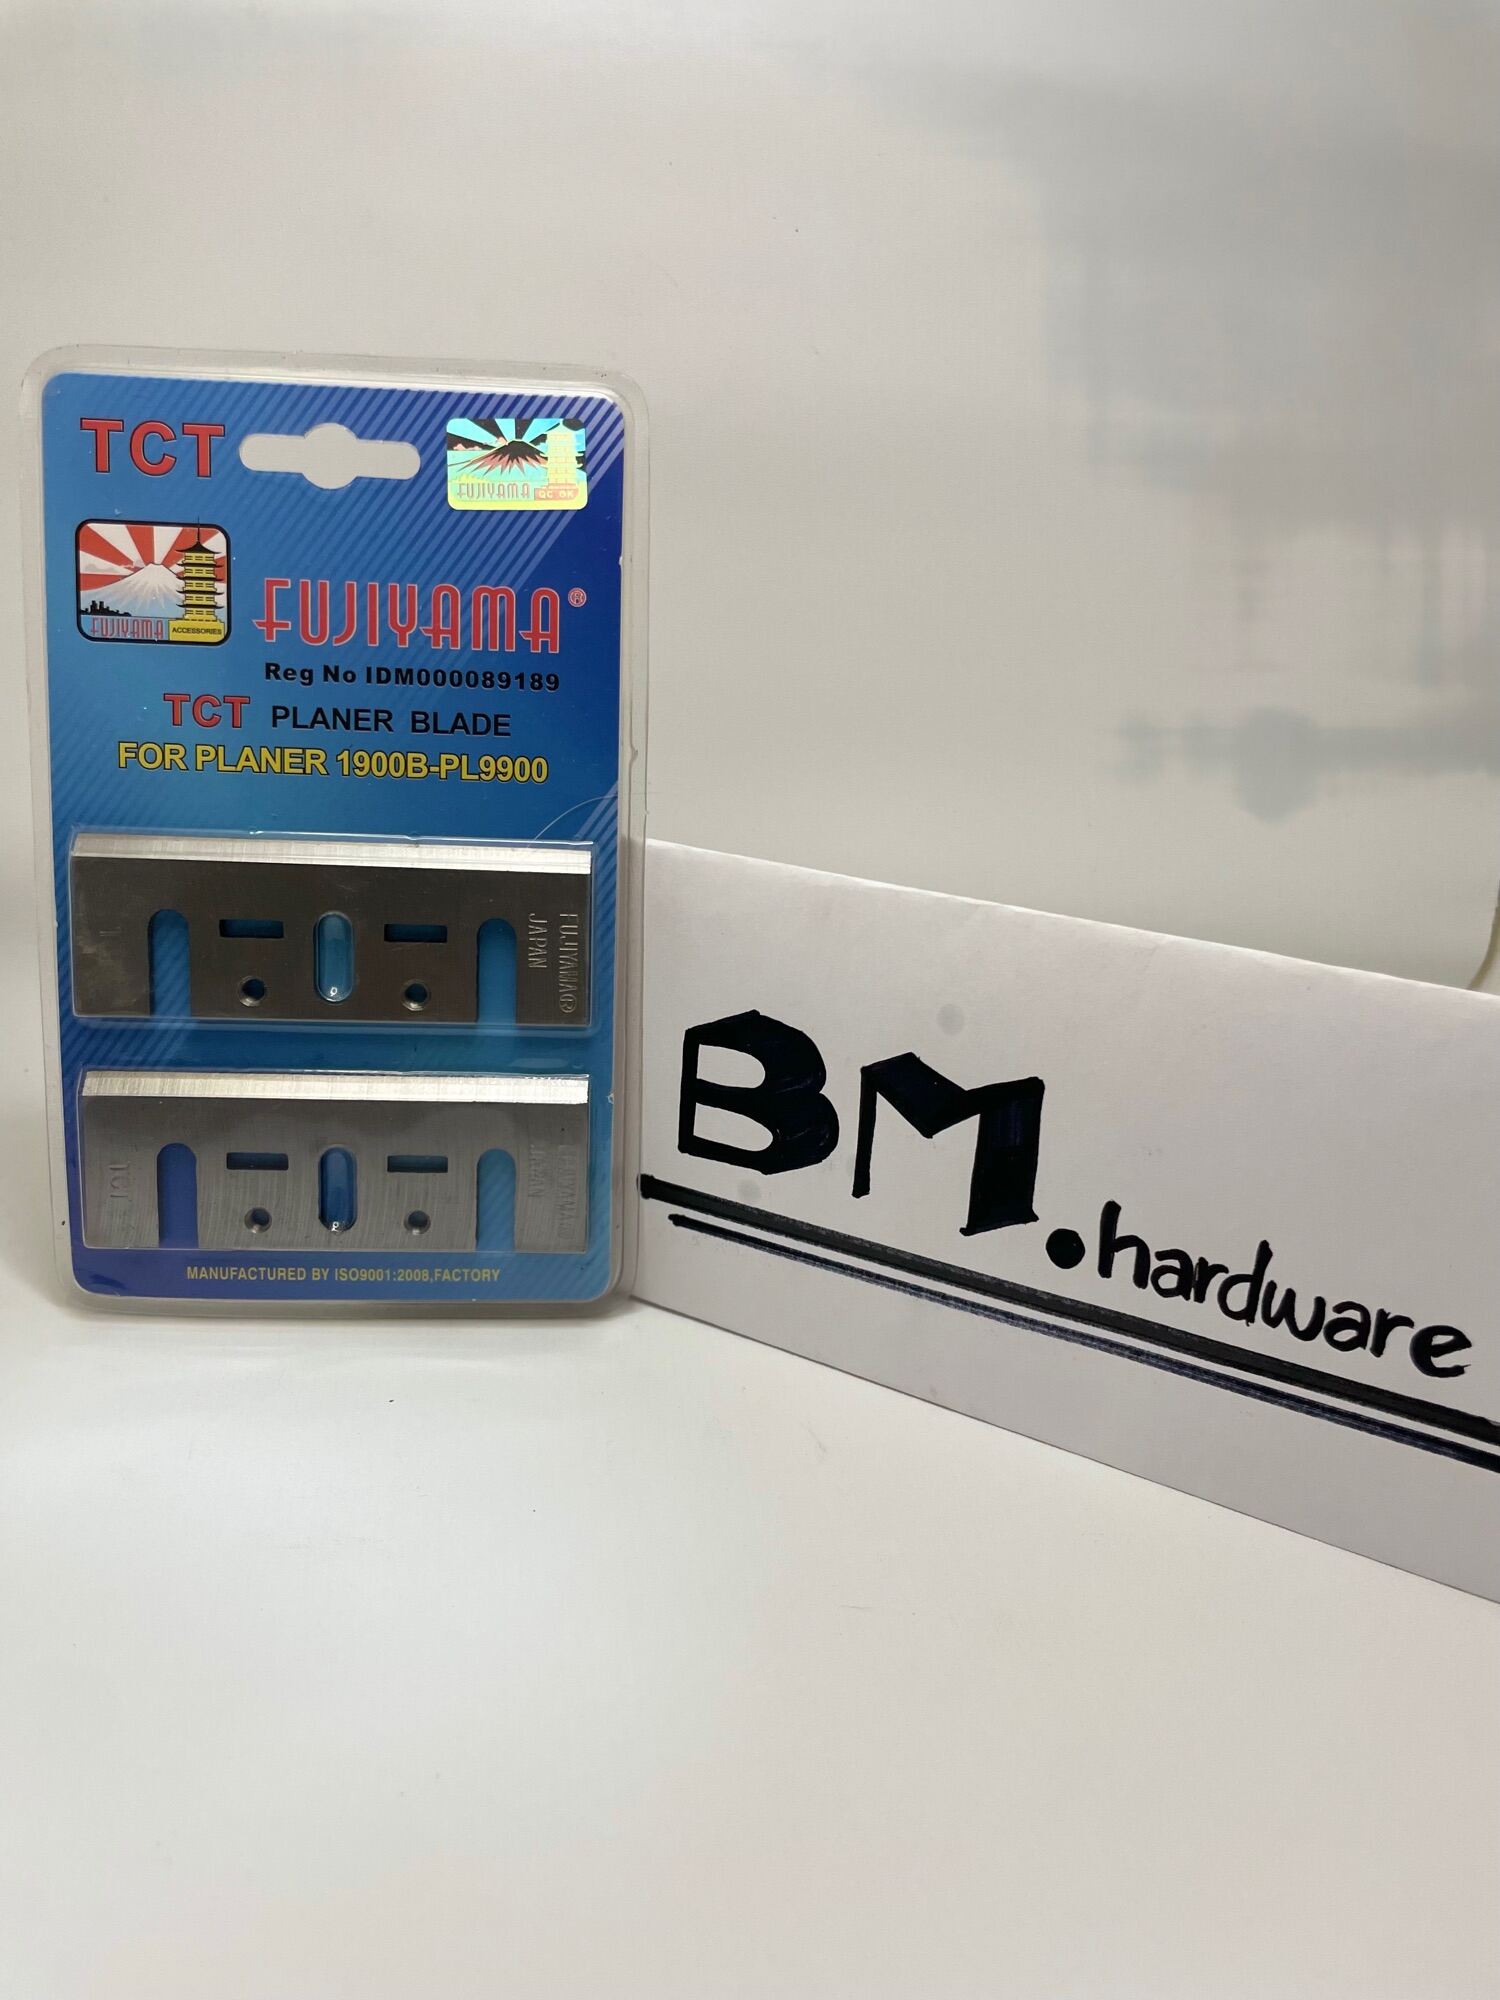 TCT
FUJIYAMA
QC OK
FUJIYAMA ACCESSORIES
FUJIYAMA®
Reg No IDM000089189
TCT PLANER BLADE
FOR PLANER 1900B-PL9900
FUJIYAMA®
JAPAN
TCT
FUJIYAMA®
JAPAN
MANUFACTURED BY ISO9001:2008,FACTORY
BM.hardware